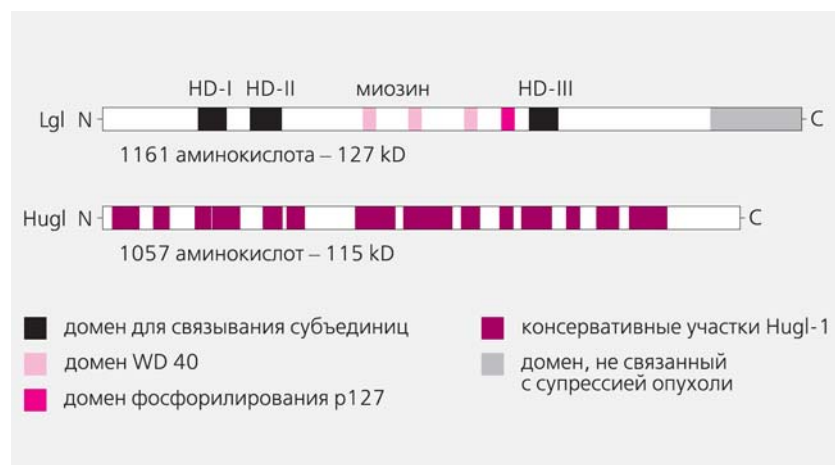 HD-I HD-II миозин HD-III
Lgl N C
1161 аминокислота – 127 kD
Hugl N C
1057 аминокислот – 115 kD
домен для связывания субъединиц
домен WD 40
домен фосфорилирования p127
консервативные участки Hugl-1
домен, не связанный
с супрессией опухоли